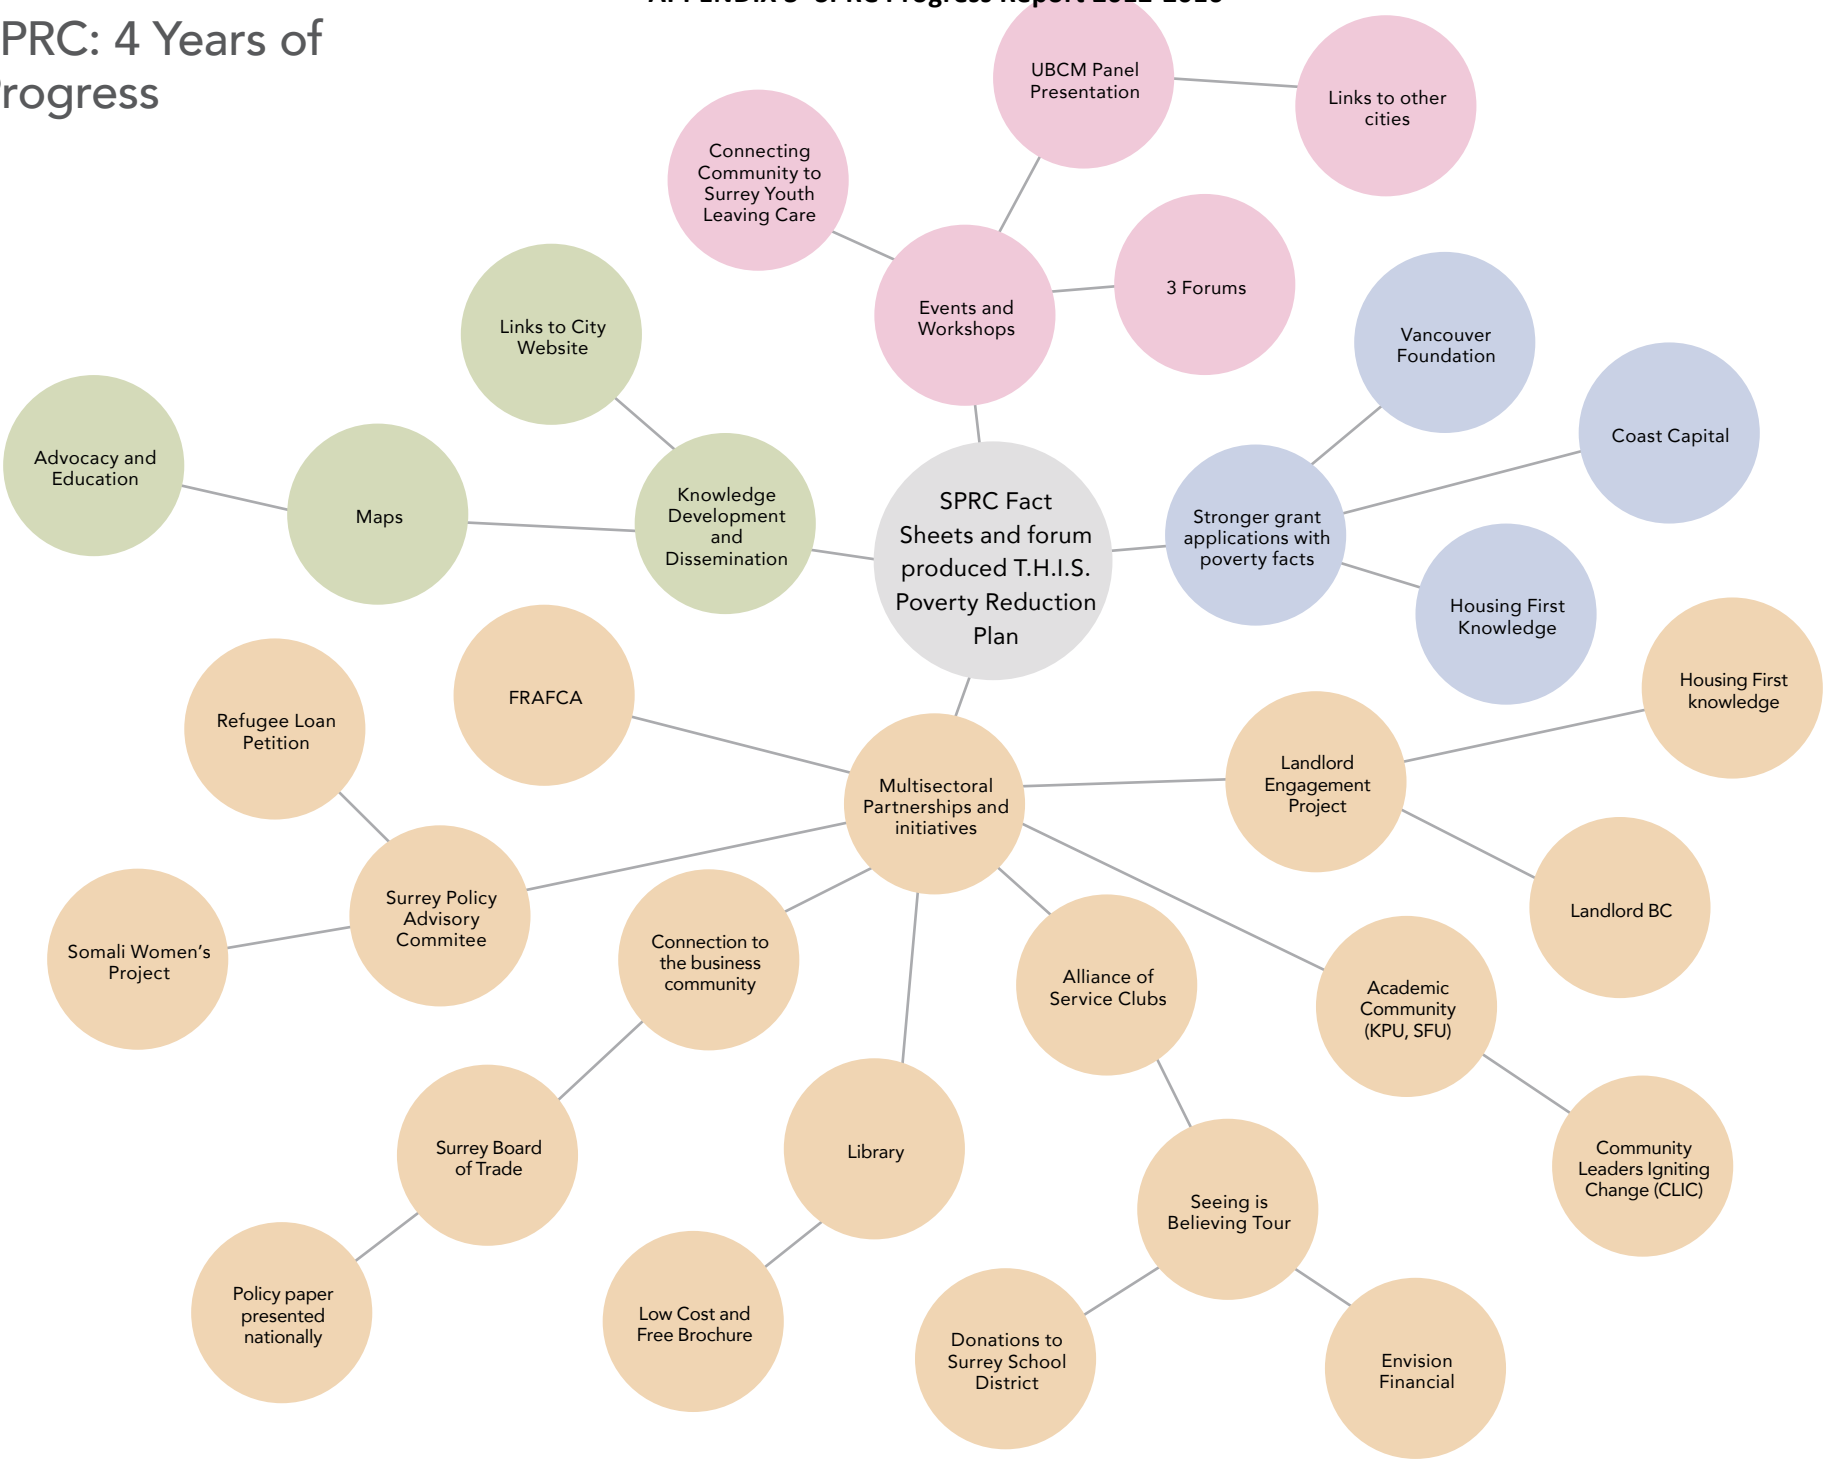 PRC: 4 Years of
rogress
UBCM Panel
Presentation
Links to other
cities
Connecting
Community to
Surrey Youth
Leaving Care
Events and
Workshops
3 Forums
Links to City
Website
Vancouver
Foundation
Coast Capital
Advocacy and
Education
Maps
Knowledge
Development
and
Dissemination
SPRC Fact
Sheets and forum
produced T.H.I.S.
Poverty Reduction
Plan
Stronger grant
applications with
poverty facts
Housing First
Knowledge
Housing First
knowledge
FRAFCA
Refugee Loan
Petition
Multisectoral
Partnerships and
initiatives
Landlord
Engagement
Project
Landlord BC
Surrey Policy
Advisory
Commitee
Somali Women’s
Project
Connection to
the business
community
Alliance of
Service Clubs
Academic
Community
(KPU, SFU)
Surrey Board
of Trade
Library
Seeing is
Believing Tour
Community
Leaders Igniting
Change (CLIC)
Policy paper
presented
nationally
Low Cost and
Free Brochure
Donations to
Surrey School
District
Envision
Financial